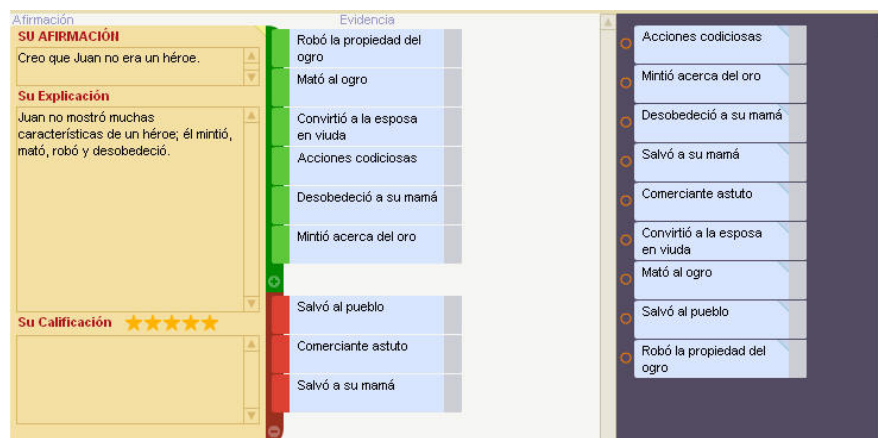 Afirmación
SU AFIRMACIÓN
Creo que Juan no era un héroe.
Su Explicación
Juan no mostró muchas
características de un héroe; él mintió,
mató, robó y desobedeció.
Su Calificación
Evidencia
Robó la propiedad del
ogro
Mató al ogro
Convirtió a la esposa
en viuda
Acciones codiciosas
Desobedeció a su mamá
Mintió acerca del oro
Salvó al pueblo
Comerciante astuto
Salvó a su mamá
Acciones codiciosas
Mintió acerca del oro
Desobedeció a su mamá
Salvó a su mamá
Comerciante astuto
Convirtió a la esposa
en viuda
Mató al ogro
Salvó al pueblo
Robó la propiedad del
ogro